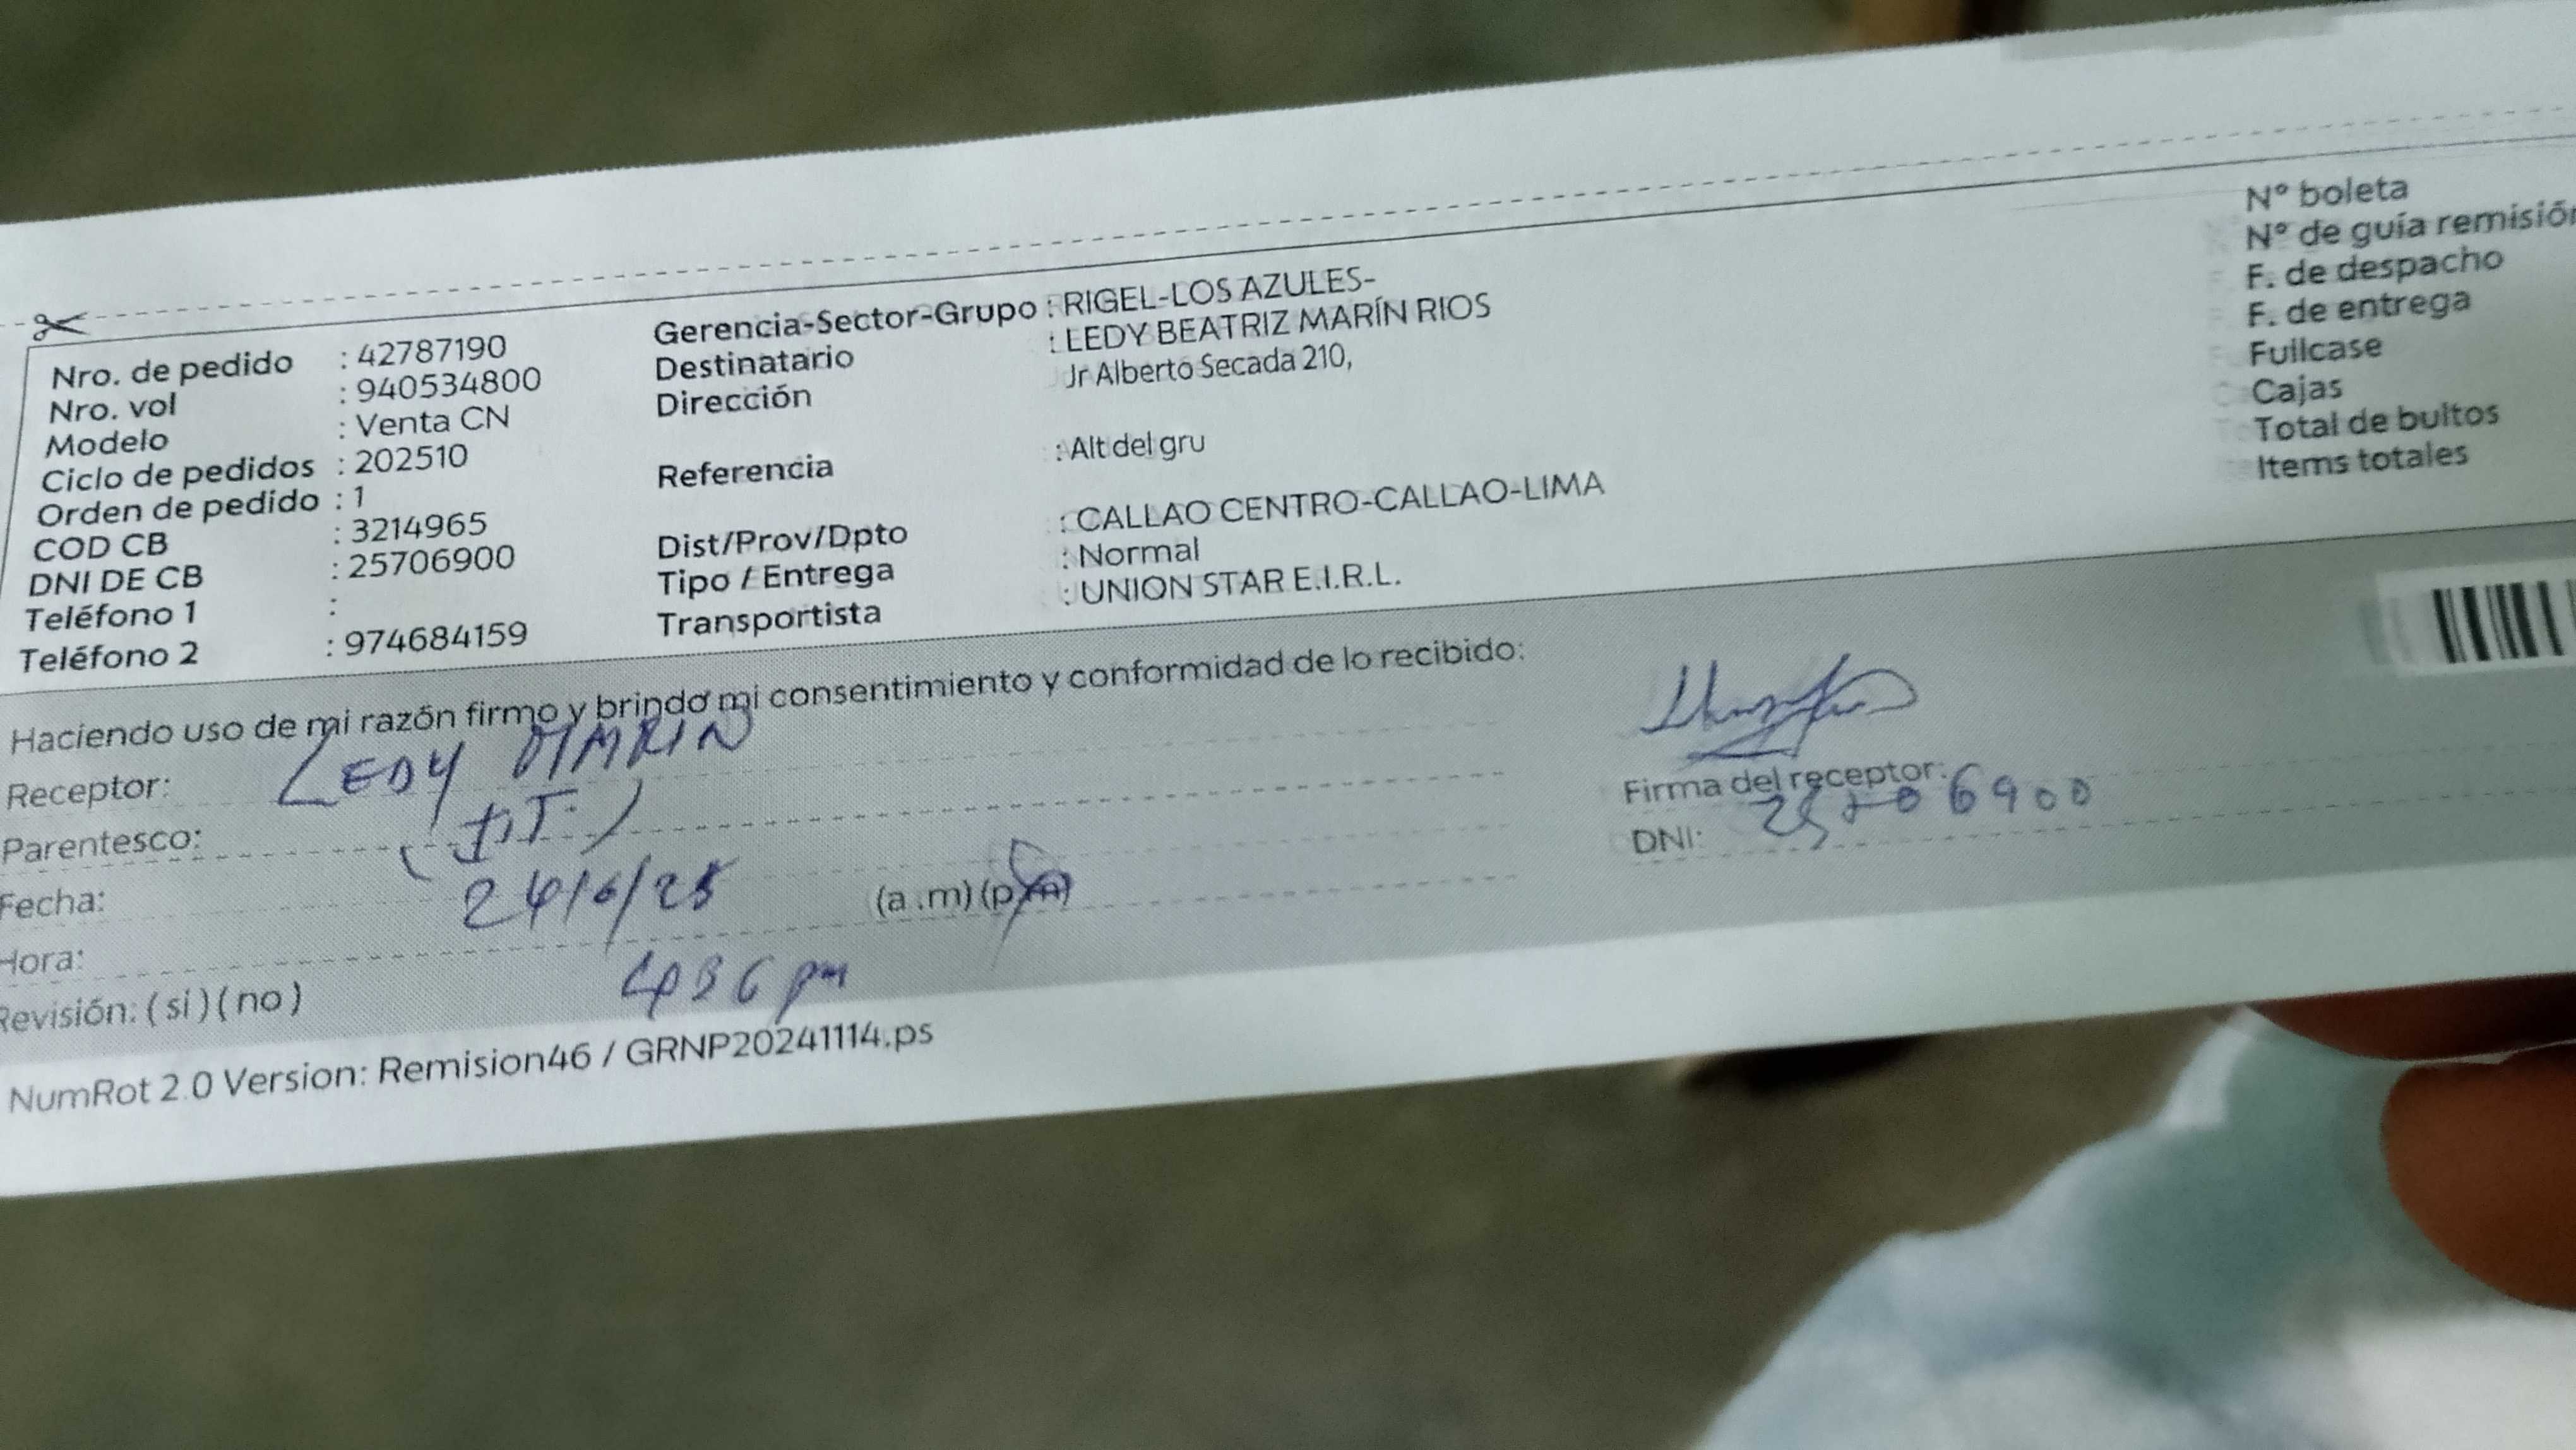 Nro. de pedido : 42787190
Nro. vol : 940534800
Modelo : Venta CN
Ciclo de pedidos : 202510
Orden de pedido : 1
COD CB : 3214965
DNI DE CB : 25706900
Teléfono 1 :
Teléfono 2 : 974684159
Gerencia-Sector-Grupo : RIGEL-LOS AZULES-
Destinatario : LEDY BEATRIZ MARÍN RIOS
Dirección Jr Alberto Secada 210,
Referencia : Alt del gru
Dist/Prov/Dpto : CALLAO CENTRO-CALLAO-LIMA
Tipo / Entrega : Normal
Transportista : UNION STAR E.I.R.L.
N° boleta
N° de guía remisión
F. de despacho
F. de entrega
Fullcase
Cajas
Total de bultos
Items totales
Haciendo uso de mi razón firmo y brindo mi consentimiento y conformidad de lo recibido:
Receptor: LEDY MARIN
Parentesco:
Fecha: 24/6/25
Hora: (a .m) (p.m) 4:36 pm
Revisión: ( si ) ( no )
Firma del receptor:
DNI: 25706900
NumRot 2.0 Version: Remision46 / GRNP20241114.ps